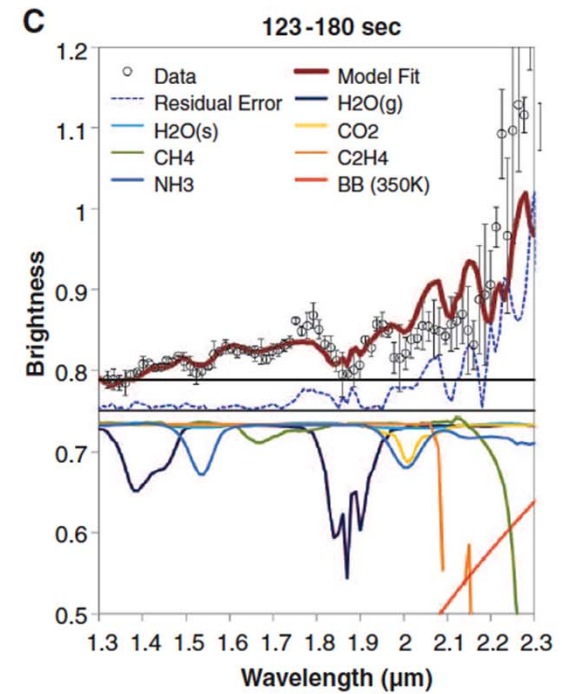 C
123-180 sec
1.2
Data
Model Fit
Residual Error
H2O(g)
H2O(s)
CO2
CH4
C2H4
NH3
BB (350K)
1.1
1
0.9
0.8
0.7
0.6
0.5
Brightness
1.3 1.4 1.5 1.6 1.7 1.8 1.9 2 2.1 2.2 2.3
Wavelength (µm)